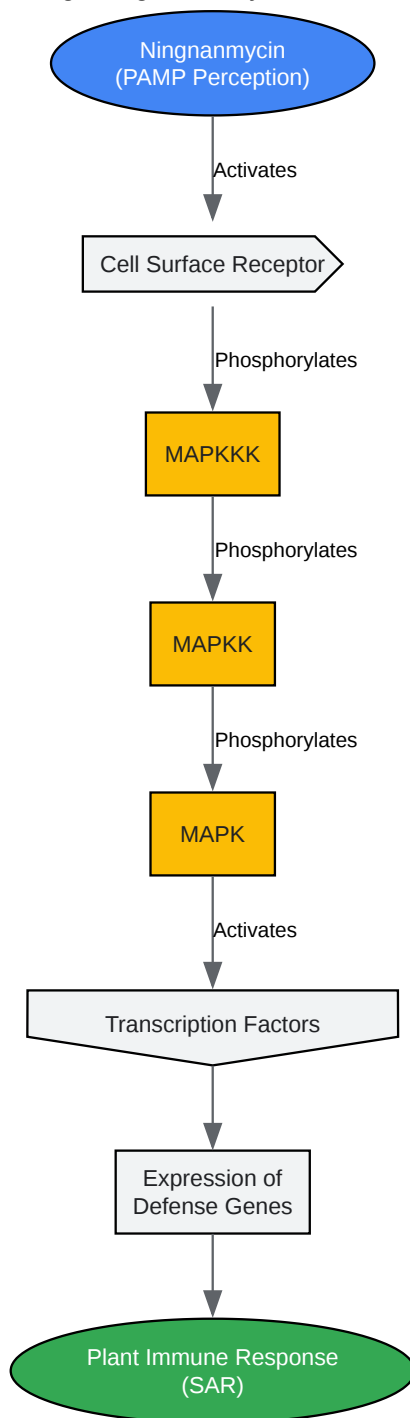 Ningnanmycin
(PAMP Perception)
Activates
Cell Surface Receptor
Phosphorylates
MAPKKK
Phosphorylates
MAPKK
Phosphorylates
MAPK
Activates
Transcription Factors
Expression of
Defense Genes
Plant Immune Response
(SAR)